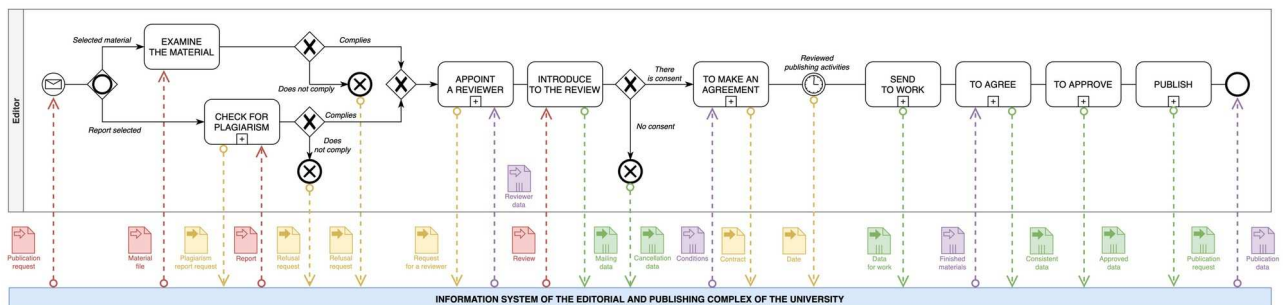 Editor
Selected material
Report selected
EXAMINE
THE MATERIAL
CHECK FOR
PLAGIARISM
Complies
Does not comply
Complies
Does
not comply
APPOINT
A REVIEWER
INTRODUCE
TO THE REVIEW
There
is consent
No consent
TO MAKE AN
AGREEMENT
Reviewed
publishing activities
SEND
TO WORK
TO AGREE
TO APPROVE
PUBLISH
Reviewer
data
Publication
request
Material
file
Plagiarism
report request
Report
Refusal
request
Refusal
request
Request
for a reviewer
Review
Mailing
data
Cancellation
data
Conditions
Contract
Date
Data
for work
Finished
materials
Consistent
data
Approved
data
Publication
request
Publication
data
INFORMATION SYSTEM OF THE EDITORIAL AND PUBLISHING COMPLEX OF THE UNIVERSITY